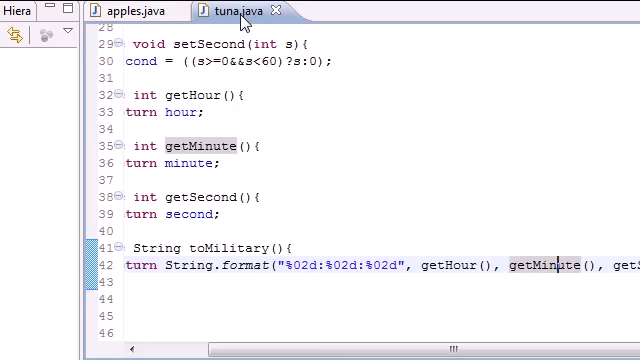 Hiera
apples.java
tuna.java
28
29 void setSecond(int s){
30 cond = ((s>=0&&s<60)?s:0);
31
32 int getHour(){
33 turn hour;
34
35 int getMinute(){
36 turn minute;
37
38 int getSecond(){
39 turn second;
40
41 String toMilitary(){
42 turn String.format("%02d:%02d:%02d", getHour(), getMinute(), getS
43
44
45
46